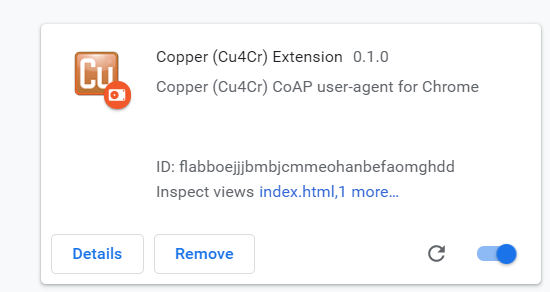 Cu
Copper (Cu4Cr) Extension 0.1.0
Copper (Cu4Cr) CoAP user-agent for Chrome
ID: flabboejjjbmbjcmmeohanbefaomghdd
Inspect views index.html,1 more…
Details Remove